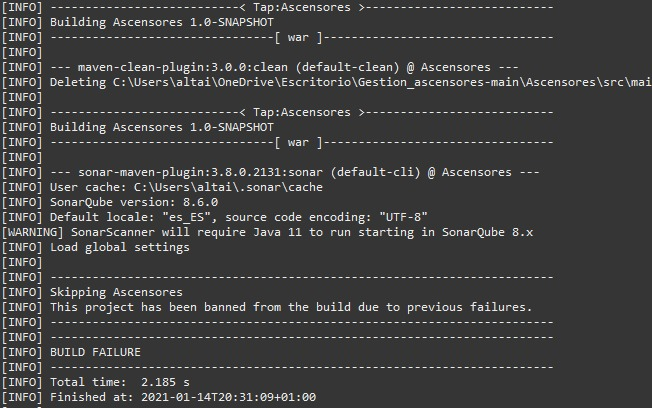 [INFO] --------------------------< Tap:Ascensores >---------------------------
[INFO] Building Ascensores 1.0-SNAPSHOT
[INFO] --------------------------------[ war ]---------------------------------
[INFO]
[INFO] --- maven-clean-plugin:3.0.0:clean (default-clean) @ Ascensores ---
[INFO] Deleting C:\Users\altai\OneDrive\Escritorio\Gestion_ascensores-main\Ascensores\src\mai
[INFO]
[INFO] --------------------------< Tap:Ascensores >---------------------------
[INFO] Building Ascensores 1.0-SNAPSHOT
[INFO] --------------------------------[ war ]---------------------------------
[INFO]
[INFO] --- sonar-maven-plugin:3.8.0.2131:sonar (default-cli) @ Ascensores ---
[INFO] User cache: C:\Users\altai\.sonar\cache
[INFO] SonarQube version: 8.6.0
[INFO] Default locale: "es_ES", source code encoding: "UTF-8"
[WARNING] SonarScanner will require Java 11 to run starting in SonarQube 8.x
[INFO] Load global settings
[INFO]
[INFO] ------------------------------------------------------------------------
[INFO] Skipping Ascensores
[INFO] This project has been banned from the build due to previous failures.
[INFO] ------------------------------------------------------------------------
[INFO] ------------------------------------------------------------------------
[INFO] BUILD FAILURE
[INFO] ------------------------------------------------------------------------
[INFO] Total time:  2.185 s
[INFO] Finished at: 2021-01-14T20:31:09+01:00